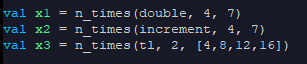 val x1 = n_times(double, 4, 7)
val x2 = n_times(increment, 4, 7)
val x3 = n_times(tl, 2, [4,8,12,16])